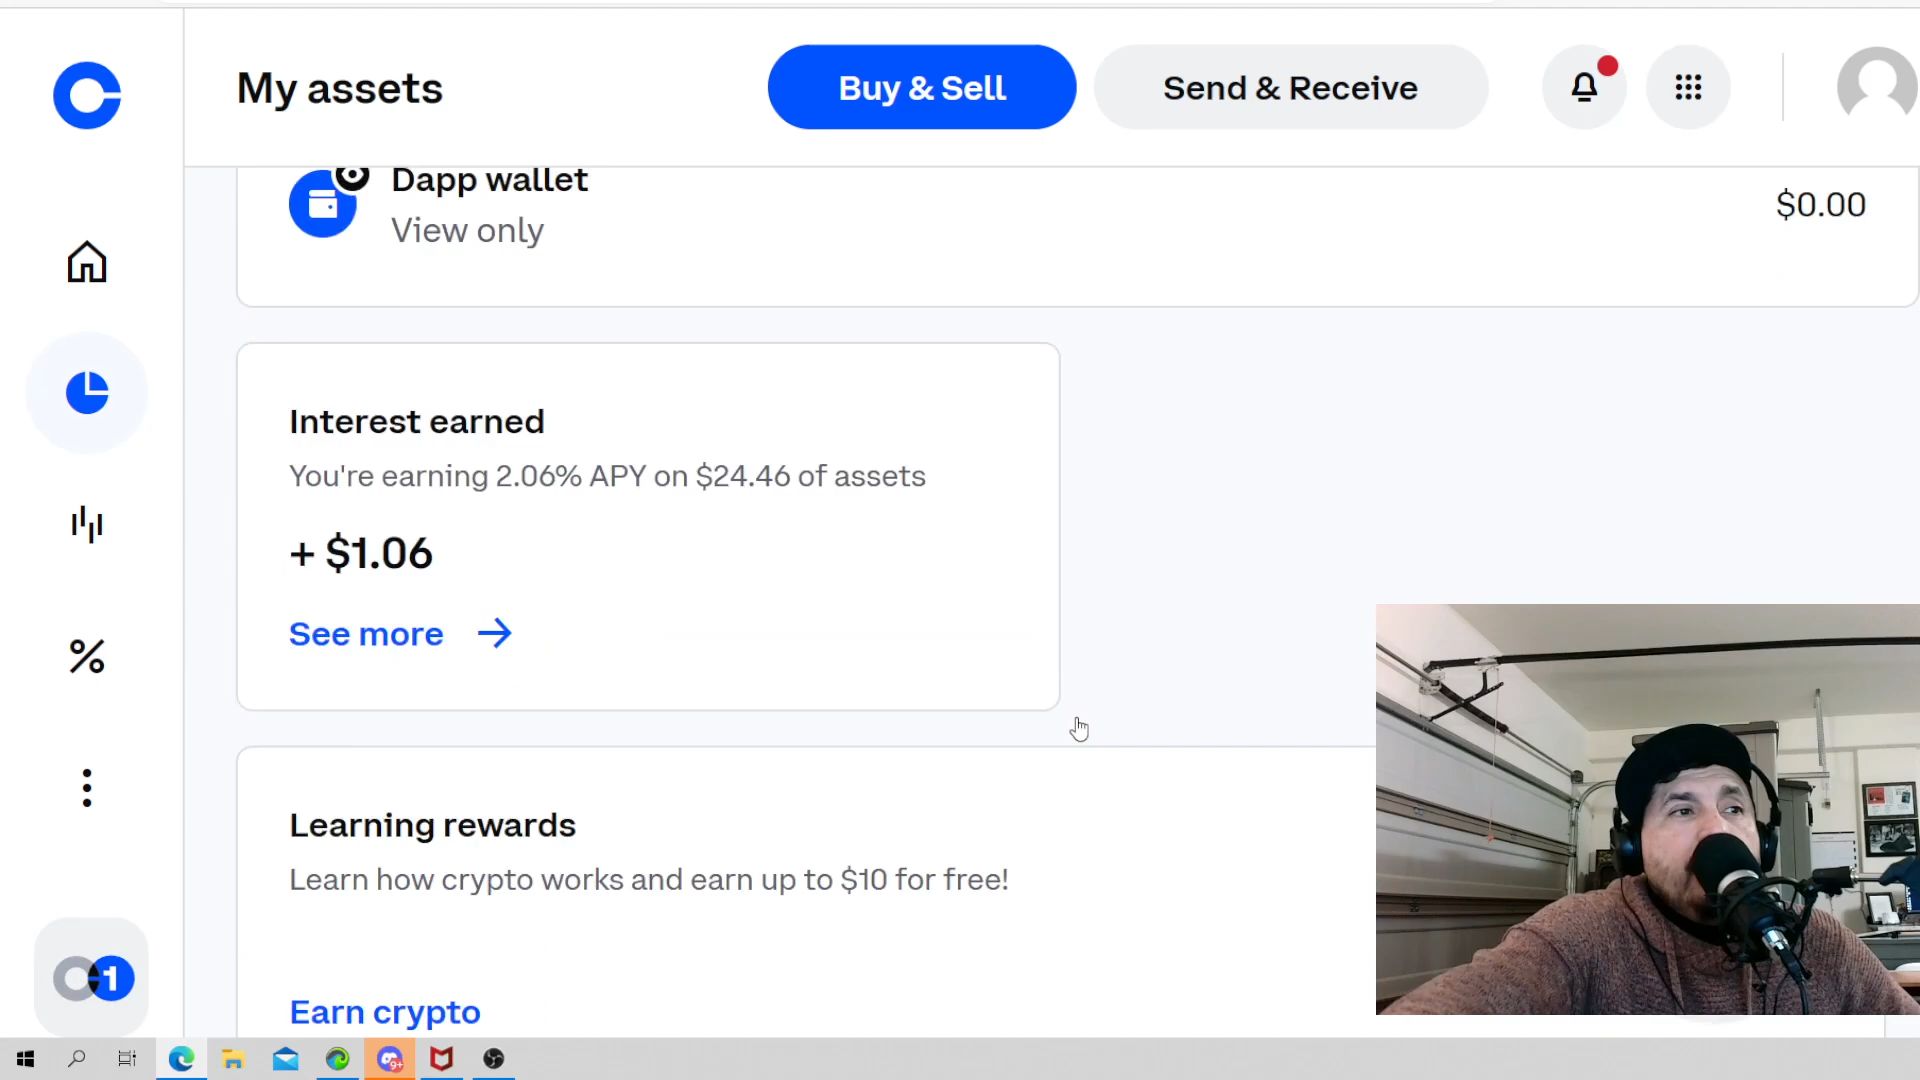 My assets
Buy & Sell
Send & Receive
Dapp wallet
$0.00
View only
Interest earned
You're earning 2.06% APY on $24.46 of assets
+ $1.06
See more
Learning rewards
Learn how crypto works and earn up to $10 for free!
1
Earn crypto
9+